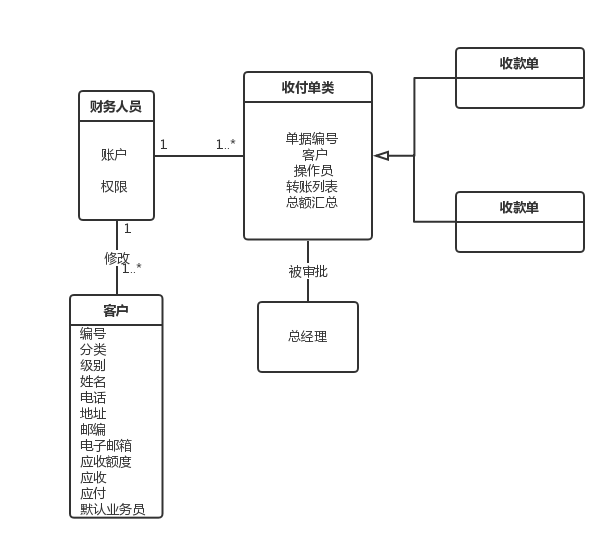 收款单
收付单类
财务人员
单据编号
客户
操作员
转账列表
总额汇总
账户
权限
1
1..*
收款单
1
修改
1..*
被审批
客户
总经理
编号
分类
级别
姓名
电话
地址
邮编
电子邮箱
应收额度
应收
应付
默认业务员